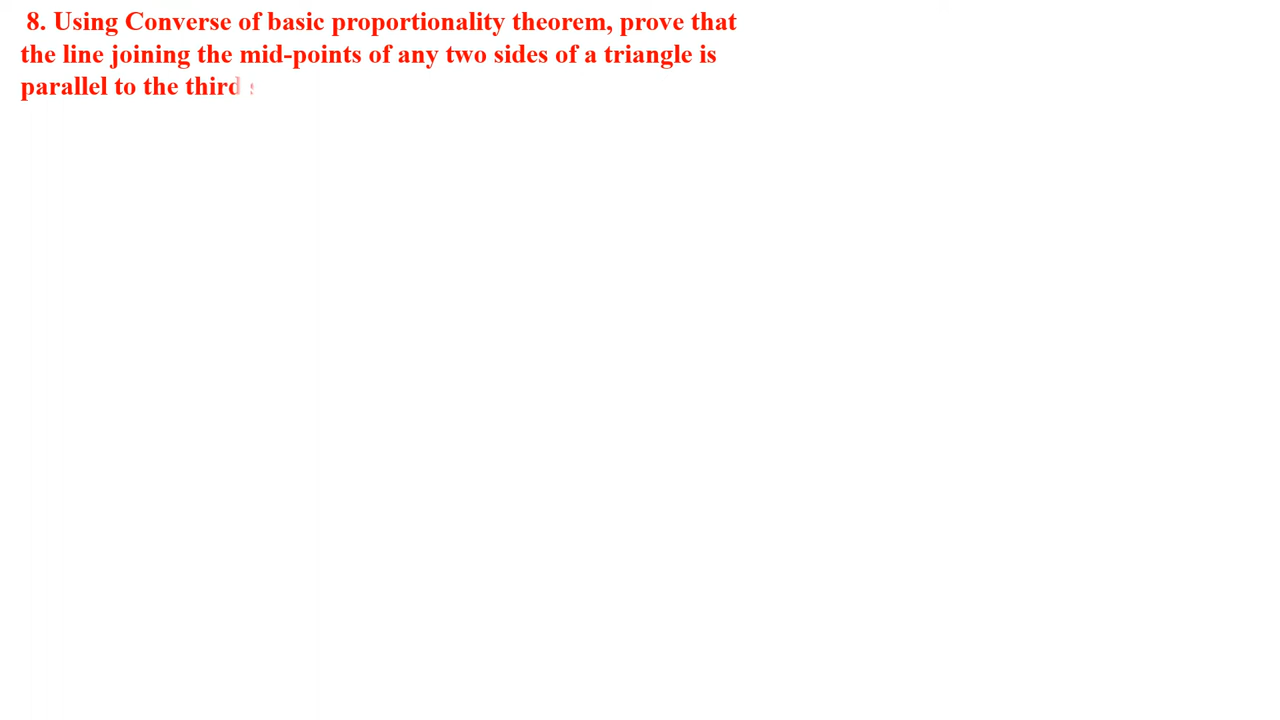 8. Using Converse of basic proportionality theorem, prove that
the line joining the mid-points of any two sides of a triangle is
parallel to the third